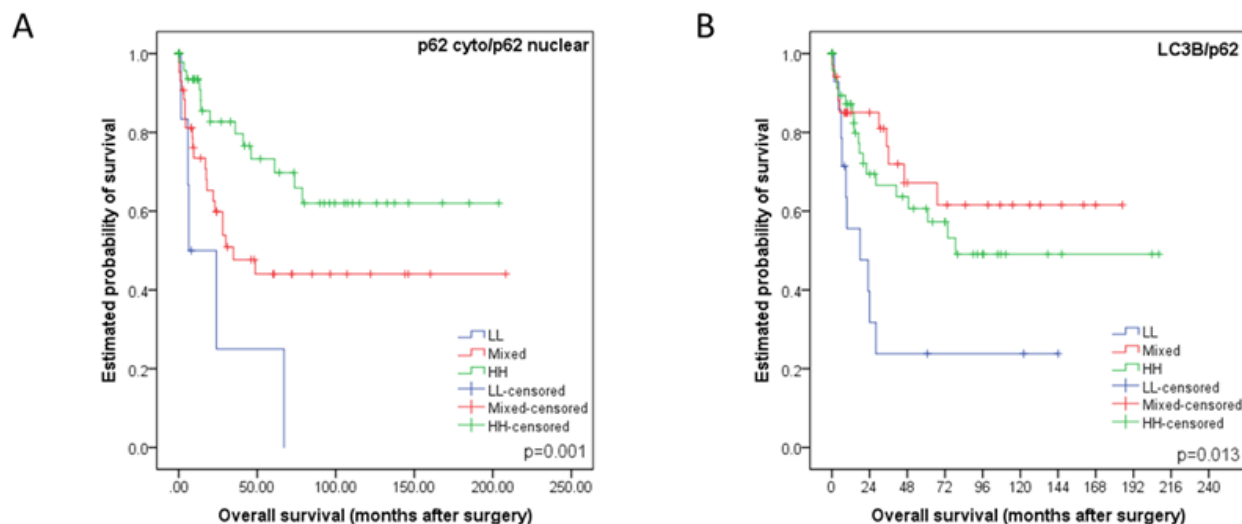 A
p62 cyto/p62 nuclear
Estimated probability of survival
1.0
0.8
0.6
0.4
0.2
0.0
LL
Mixed
HH
LL-censored
Mixed-censored
HH-censored
p=0.001
.00 50.00 100.00 150.00 200.00 250.00
Overall survival (months after surgery)
B
LC3B/p62
Estimated probability of survival
1.0
0.8
0.6
0.4
0.2
0.0
LL
Mixed
HH
LL-censored
Mixed-censored
HH-censored
p=0.013
0 24 48 72 96 120 144 168 192 216 240
Overall survival (months after surgery)